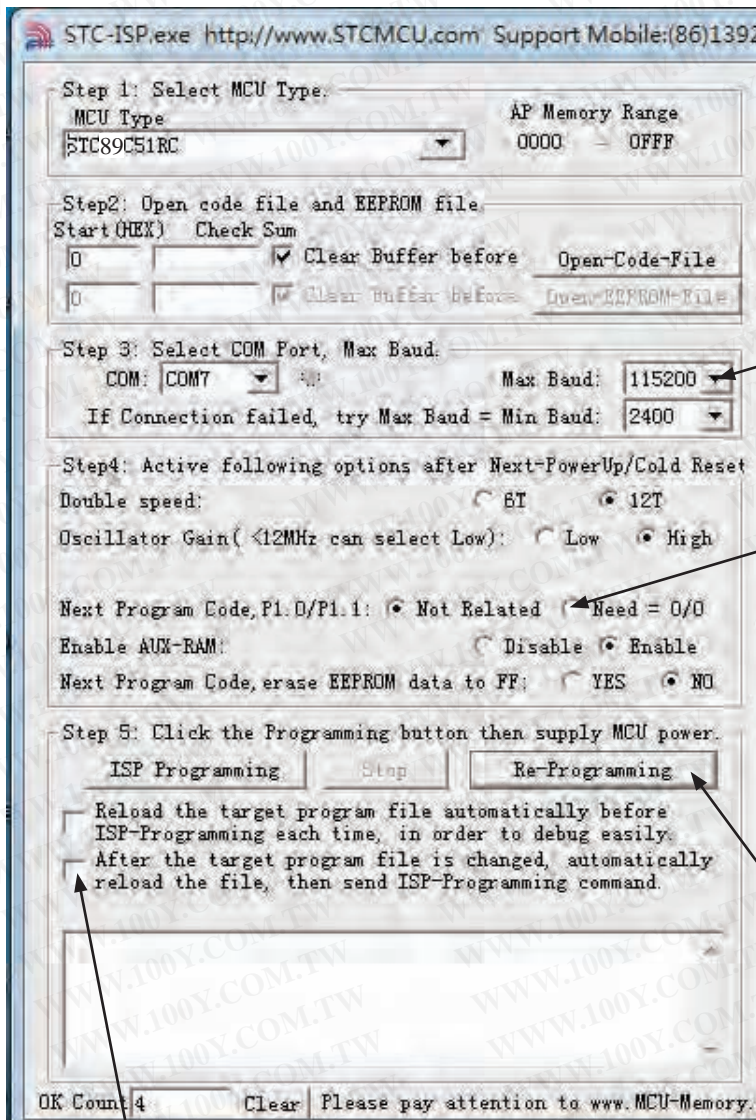 STC-ISP.exe http://www.STCMCU.com Support Mobile:(86)1392
Step 1: Select MCU Type.
MCU Type
AP Memory Range
STC89C51RC
0000 - 0FFF
Step2: Open code file and EEPROM file
Start(HEX) Check Sum
0 Clear Buffer before Open-Code-File
0 Clear Buffer before Open-EEPROM-File
Step 3: Select COM Port, Max Baud.
COM: COM7 Max Baud: 115200
If Connection failed, try Max Baud = Min Baud: 2400
Step4: Active following options after Next-PowerUp/Cold Reset
Double speed: 6T 12T
Oscillator Gain( <12MHz can select Low): Low High
Next Program Code,P1.0/P1.1: Not Related Need = 0/0
Enable AUX-RAM: Disable Enable
Next Program Code,erase EEPROM data to FF: YES NO
Step 5: Click the Programming button then supply MCU power.
ISP Programming Stop Re-Programming
Reload the target program file automatically before
ISP-Programming each time, in order to debug easily.
After the target program file is changed, automatically
reload the file, then send ISP-Programming command.
OK Count 4 Clear Please pay attention to www.MCU-Memory
WWW.100Y.COM.TW